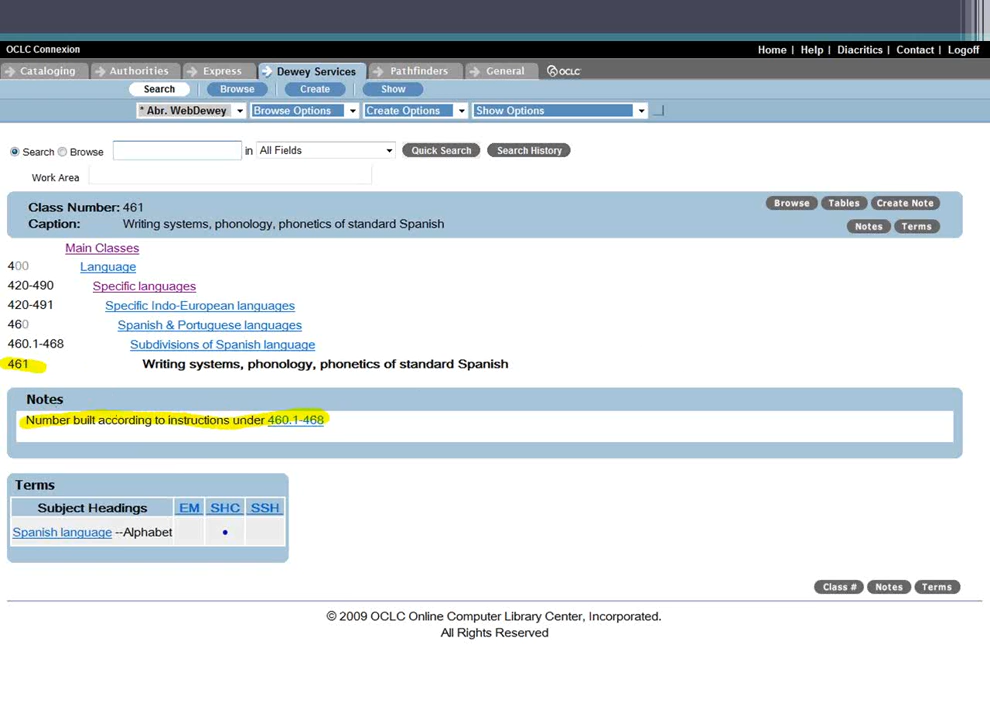 OCLC Connexion
Home | Help | Diacritics | Contact | Logoff
Cataloging Authorities Express Dewey Services Pathfinders General OCLC
Search | Browse Create | Show
* Abr. WebDewey Browse Options Create Options Show Options
Search Browse in All Fields Quick Search Search History
Work Area
Class Number: 461
Browse Tables Create Note
Caption: Writing systems, phonology, phonetics of standard Spanish
Notes Terms
Main Classes
400 Language
420-490 Specific languages
420-491 Specific Indo-European languages
460 Spanish & Portuguese languages
460.1-468 Subdivisions of Spanish language
461 Writing systems, phonology, phonetics of standard Spanish
Notes
Number built according to instructions under 460.1-468
Terms
Subject Headings EM SHC SSH
Spanish language --Alphabet •
Class # Notes Terms
© 2009 OCLC Online Computer Library Center, Incorporated.
All Rights Reserved